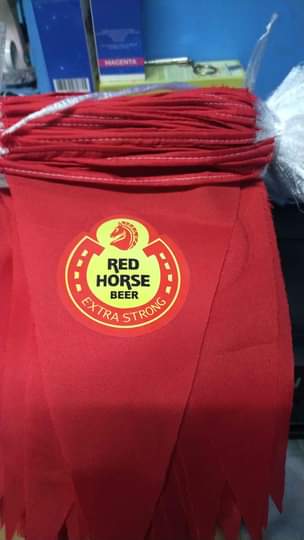 MAGENTA
RED
HORSE
BEER
EXTRA STRONG